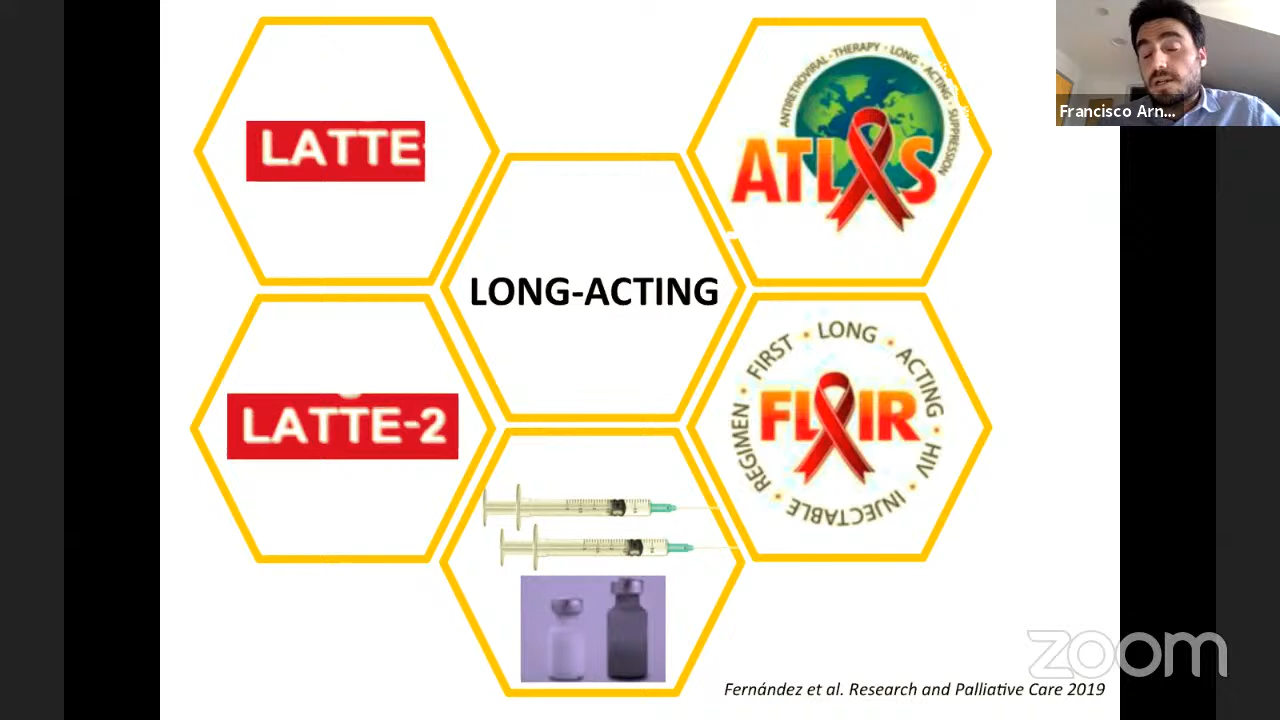 Francisco Arn...
LATTE-
ANTIRETROVIRAL · THERAPY · LONG · ACTING · SUPPRESSION
ATLAS
LONG-ACTING
LATTE-2
FIRST · LONG · ACTING · HIV · INJECTABLE · REGIMEN
FLAIR
zoom
Fernández et al. Research and Palliative Care 2019